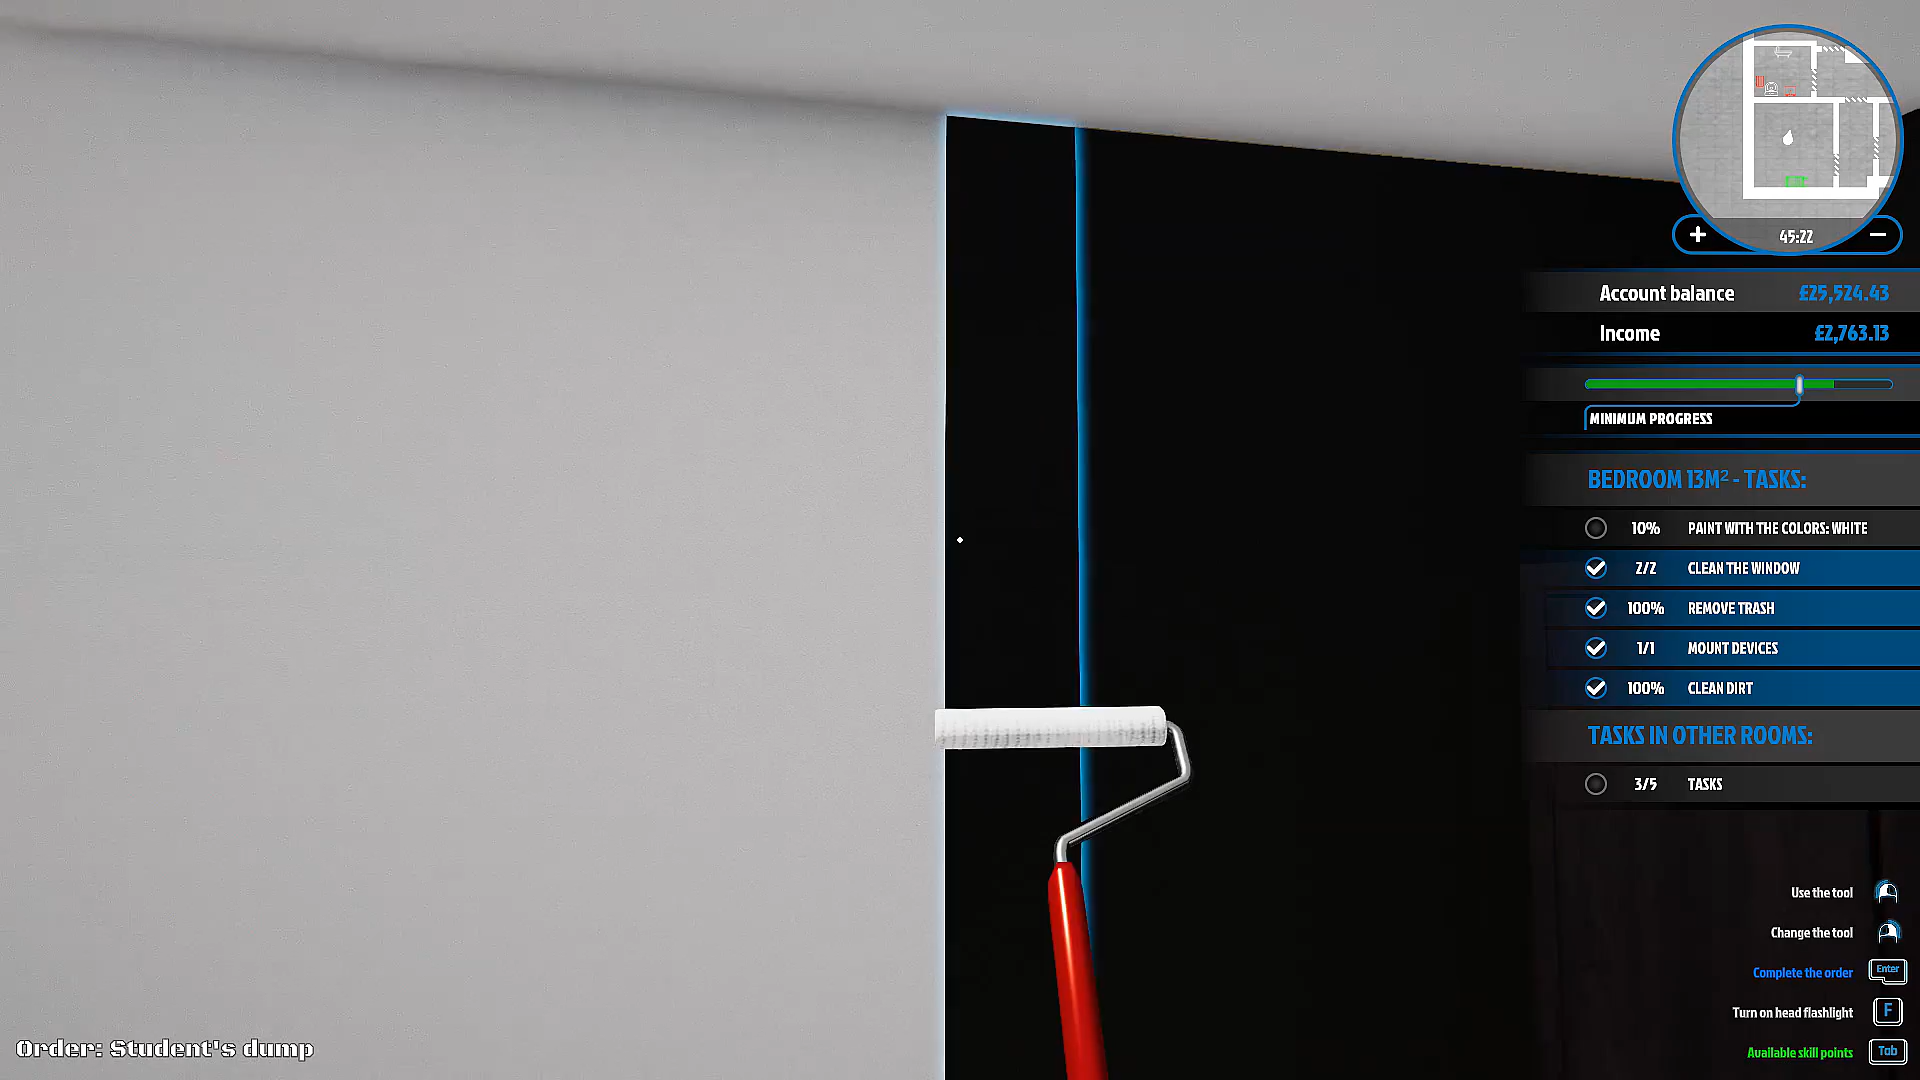 + 45:22 −
Account balance £25,524.43
Income £2,763.13
MINIMUM PROGRESS
BEDROOM 13M² - TASKS:
10% PAINT WITH THE COLORS: WHITE
2/2 CLEAN THE WINDOW
100% REMOVE TRASH
1/1 MOUNT DEVICES
100% CLEAN DIRT
TASKS IN OTHER ROOMS:
3/5 TASKS
Use the tool
Change the tool
Complete the order Enter
Turn on head flashlight F
Available skill points Tab
Order: Student's dump